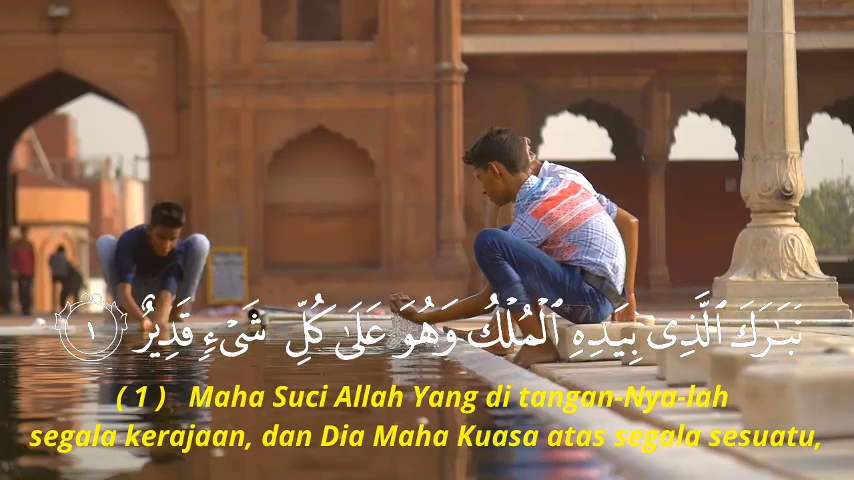 تَبَـٰرَكَ ٱلَّذِى بِيَدِهِ ٱلْمُلْكُ وَهُوَ عَلَىٰ كُلِّ شَىْءٍ قَدِيرٌ ١
( 1 ) Maha Suci Allah Yang di tangan-Nya-lah
segala kerajaan, dan Dia Maha Kuasa atas segala sesuatu,